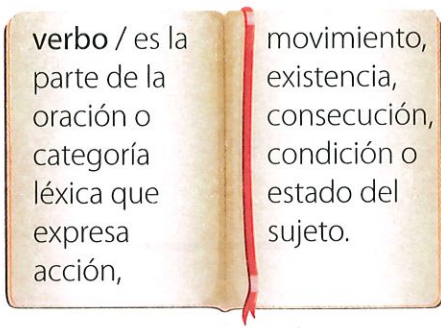 verbo / es la
parte de la
oración o
categoría
léxica que
expresa
acción,
movimiento,
existencia,
consecución,
condición o
estado del
sujeto.